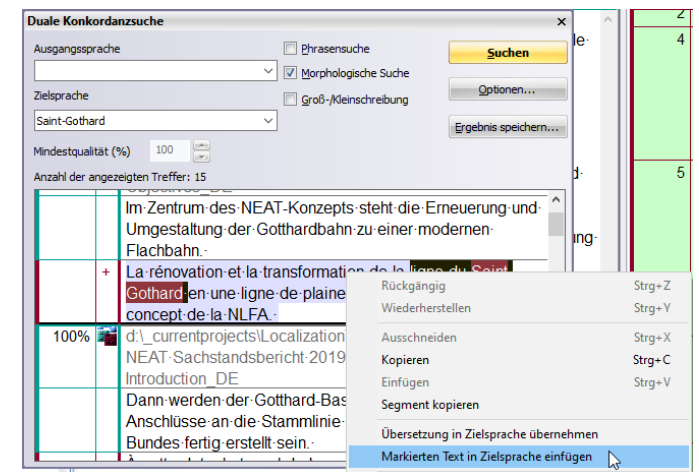 Duale Konkordanzsuche
Ausgangssprache
Phrasensuche
Suchen
Morphologische Suche
Zielsprache
Groß-/Kleinschreibung
Optionen...
Saint-Gothard
Ergebnis speichern...
Mindestqualität (%) 100
Anzahl der angezeigten Treffer: 15
Objectives_DE
Im·Zentrum·des·NEAT-Konzepts·steht·die·Erneuerung·und·
Umgestaltung·der·Gotthardbahn·zu·einer·modernen·
Flachbahn.·
+ La·rénovation·et·la·transformation·de·la·ligne·du·Saint-
Gothard·en·une·ligne·de·plaine
concept·de·la·NLFA.·
100% d:\_currentprojects\Localization
NEAT·Sachstandsbericht·2019
Introduction_DE
Dann·werden·der·Gotthard-Bas
Anschlüsse·an·die·Stammlinie·
Bundes·fertig·erstellt·sein.·
Rückgängig Strg+Z
Wiederherstellen Strg+Y
Ausschneiden Strg+X
Kopieren Strg+C
Einfügen Strg+V
Segment kopieren
Übersetzung in Zielsprache übernehmen
Markierten Text in Zielsprache einfügen
le·
d·
ung·
2
4
5